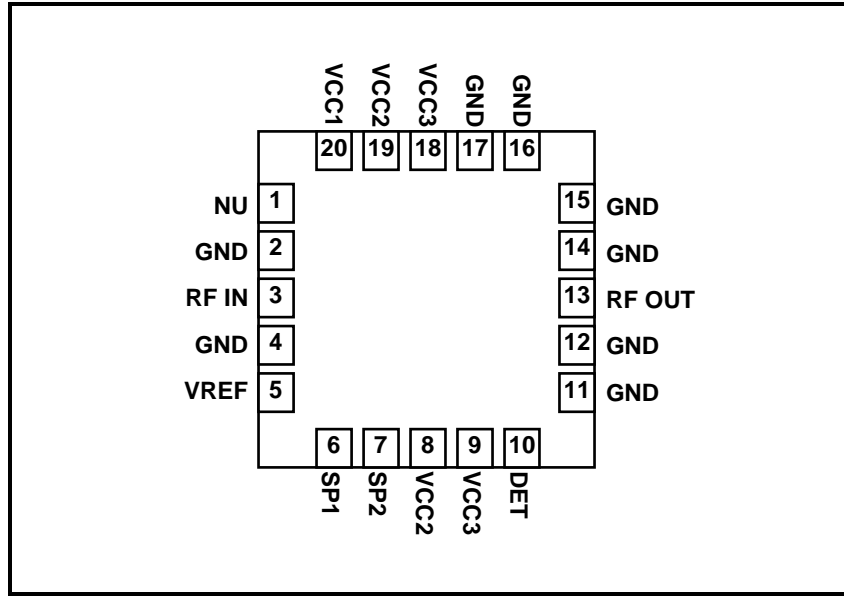 VCC1 VCC2 VCC3 GND GND
20 19 18 17 16
NU 1 15 GND
GND 2 14 GND
RF IN 3 13 RF OUT
GND 4 12 GND
VREF 5 11 GND
6 7 8 9 10
SP1 SP2 VCC2 VCC3 DET